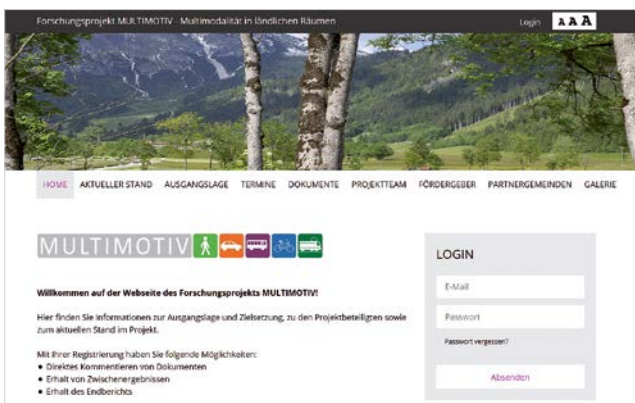 Forschungsprojekt MULTIMOTIV - Multimodalität in ländlichen Räumen
Login A A A
HOME AKTUELLER STAND AUSGANGSLAGE TERMINE DOKUMENTE PROJEKTTEAM FÖRDERGEBER PARTNERGEMEINDEN GALERIE
MULTIMOTIV
Willkommen auf der Webseite des Forschungsprojekts MULTIMOTIV!
Hier finden Sie Informationen zur Ausgangslage und Zielsetzung, zu den Projektbeteiligten sowie
zum aktuellen Stand im Projekt.
Mit Ihrer Registrierung haben Sie folgende Möglichkeiten:
● Direktes Kommentieren von Dokumenten
● Erhalt von Zwischenergebnissen
● Erhalt des Endberichts
LOGIN
E-Mail
Passwort
Passwort vergessen?
Absenden